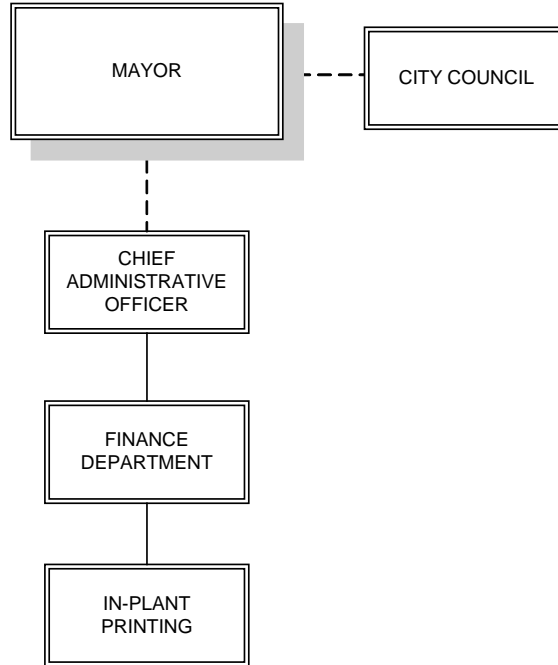 MAYOR
CITY COUNCIL
CHIEF
ADMINISTRATIVE
OFFICER
FINANCE
DEPARTMENT
IN-PLANT
PRINTING